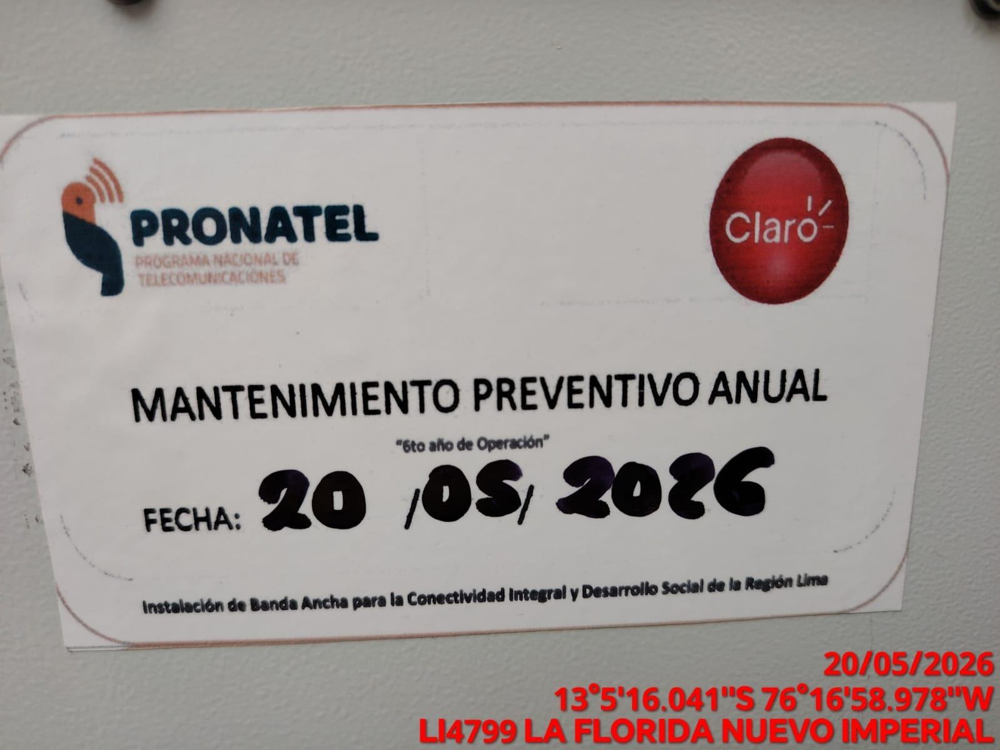 PRONATEL
PROGRAMA NACIONAL DE
TELECOMUNICACIONES
Claro
MANTENIMIENTO PREVENTIVO ANUAL
"6to año de Operación"
FECHA: 20 /05/ 2026
Instalación de Banda Ancha para la Conectividad Integral y Desarrollo Social de la Región Lima
20/05/2026
13°5'16.041"S 76°16'58.978"W
LI4799 LA FLORIDA NUEVO IMPERIAL